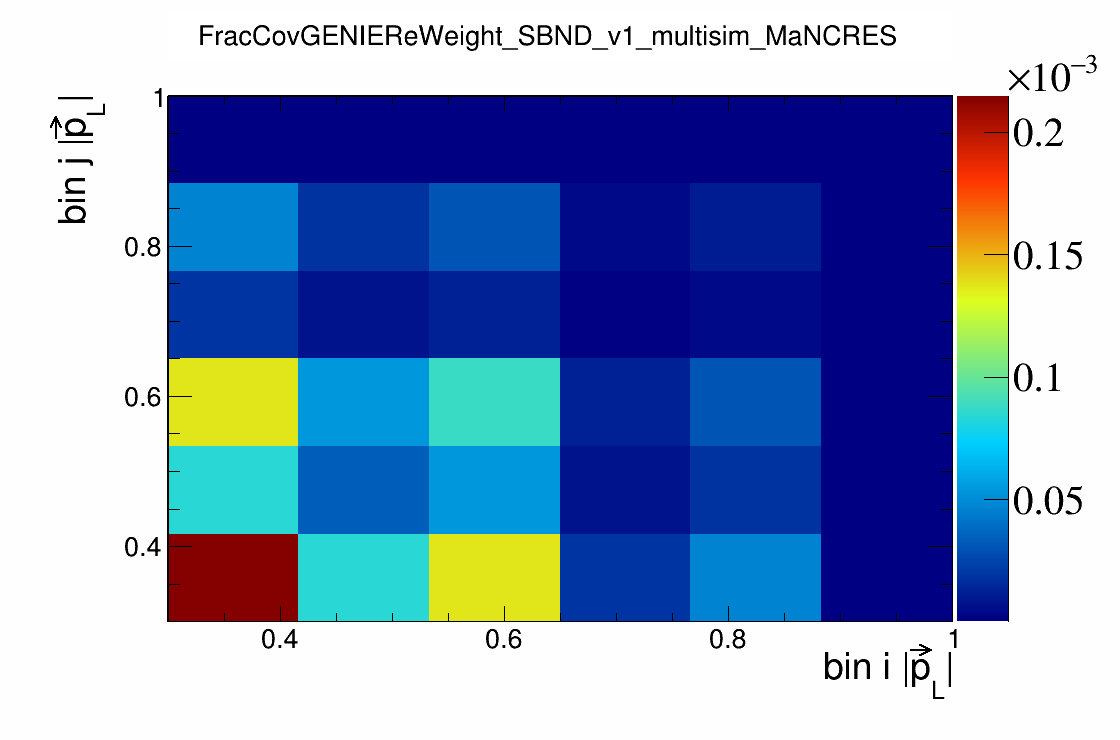 FracCovGENIEReWeight_SBND_v1_multisim_MaNCRES
×10⁻³
bin j |p⃗_L|
1
0.8
0.6
0.4
0.4 0.6 0.8 1
bin i |p⃗_L|
0.2
0.15
0.1
0.05